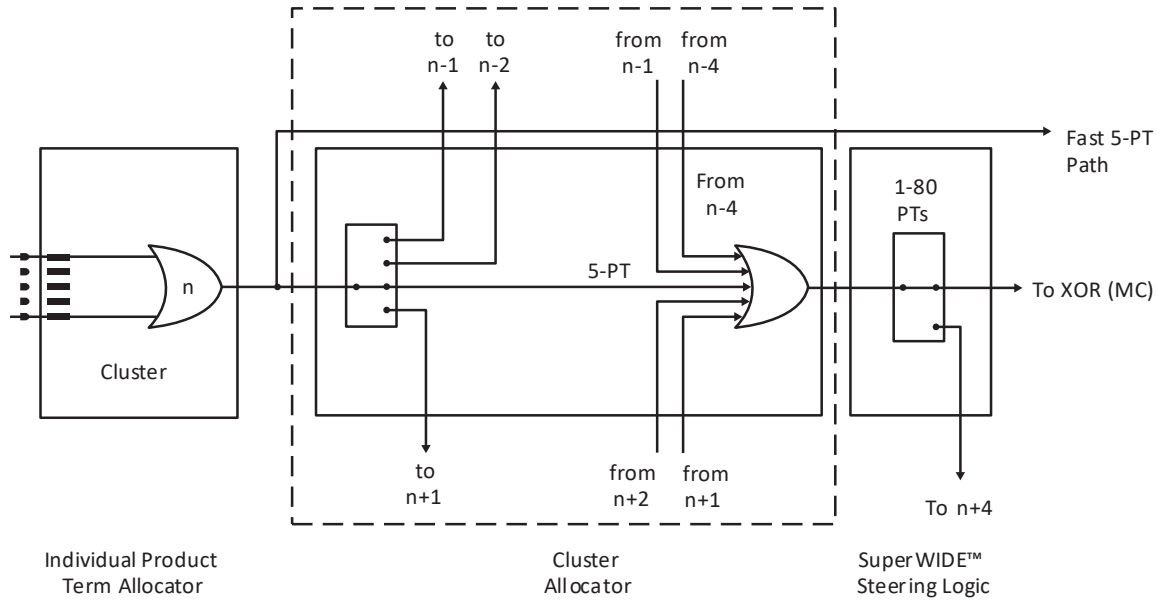 to
n-1
to
n-2
from
n-1
from
n-4
Fast 5-PT
Path
From
n-4
1-80
PTs
n
5-PT
To XOR (MC)
Cluster
to
n+1
from
n+2
from
n+1
To n+4
Individual Product
Term Allocator
Cluster
Allocator
SuperWIDE™
Steering Logic